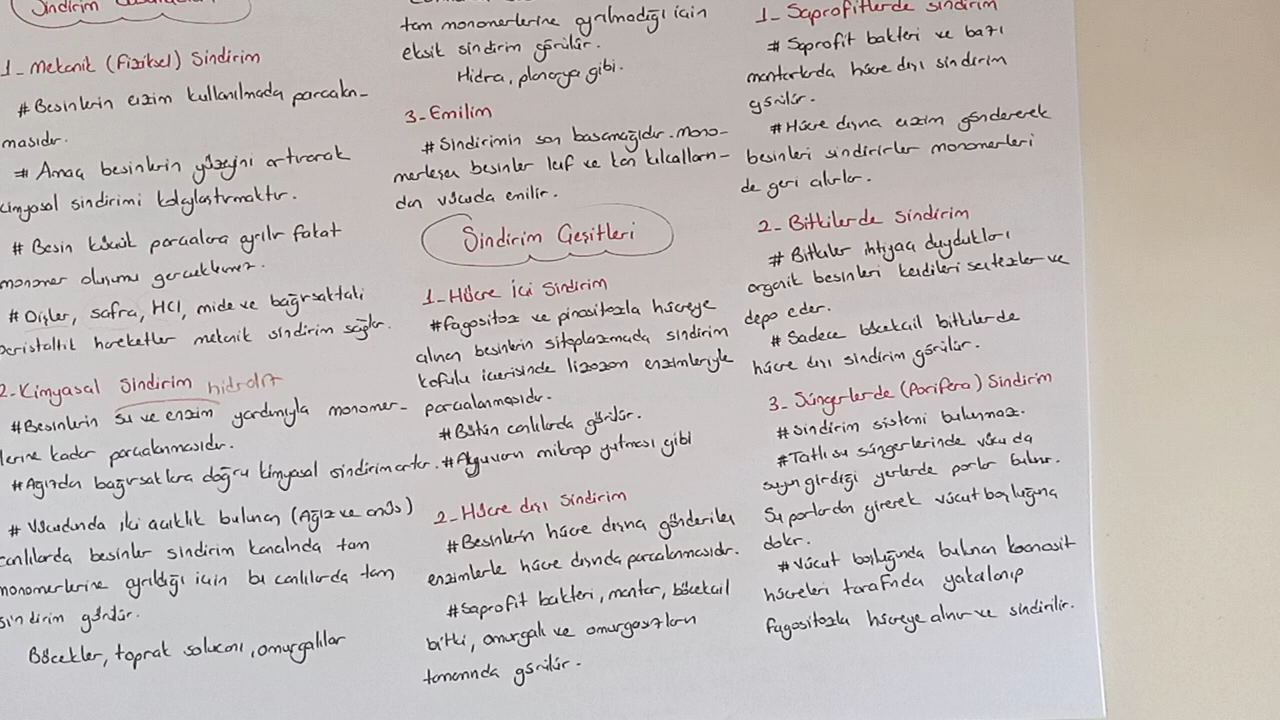 Sindirim
1- Mekanik (Fiziksel) Sindirim
# Besinlerin enzim kullanılmada parçalan-
masıdır.
# Amaç besinlerin yüzeyini artırarak
kimyasal sindirimi kolaylaştırmaktır.
# Besin küçük parçalara ayrılır fakat
monomer oluşumu gerçekleşmez.
# Dişler, safra, HCl, mide ve bağırsaktaki
peristaltik hareketler mekanik sindirim sağlar.
2-Kimyasal Sindirim hidroliz
#Besinlerin su ve enzim yardımıyla monomer-
lerine kadar parçalanmasıdır.
#Ağızdan bağırsaklara doğru kimyasal sindirim artar.
# Vücudunda iki açıklık bulunan (Ağız ve anüs)
canlılarda besinler sindirim kanalında tam
monomerlerine ayrıldığı için bu canlılarda tam
sindirim görülür.
Böcekler, toprak solucanı, omurgalılar
tam monomerlerine ayrılmadığı için
eksik sindirim görülür.
Hidra, planarya gibi.
3-Emilim
#Sindirimin son basamağıdır. Mono-
merleşen besinler lenf ve kan kılcalların-
dan vücuda emilir.
Sindirim Çeşitleri
1-Hücre İçi Sindirim
#Fagositoz ve pinositozla hücreye
alınan besinlerin sitoplazmada sindirim
kofulu içerisinde lizozom enzimleriyle
parçalanmasıdır.
#Bütün canlılarda görülür.
#Akyuvarın mikrop yutması gibi
2-Hücre dışı Sindirim
#Besinlerin hücre dışına gönderilen
enzimlerle hücre dışında parçalanmasıdır.
#Saprofit bakteri, mantar, böcekcil
bitki, omurgalı ve omurgasızların
tamamında görülür.
1- Saprofitlerde sindirim
# Saprofit bakteri ve bazı
mantarlarda hücre dışı sindirim
görülür.
#Hücre dışına enzim göndererek
besinleri sindirirler monomerleri
de geri alırlar.
2- Bitkilerde Sindirim
# Bitkiler ihtiyaç duydukları
organik besinleri kendileri sentezler ve
depo eder.
# Sadece böcekcil bitkilerde
hücre dışı sindirim görülür.
3- Süngerlerde (Porifera) Sindirim
# Sindirim sistemi bulunmaz.
#Tatlı su süngerlerinde vücuda
suyun girdiği yerlerde porlar bulunur.
Su porlardan girerek vücut boşluğuna
dolar.
#Vücut boşluğunda bulunan koanosit
hücreleri tarafından yakalanıp
fagositozla hücreye alınır ve sindirilir.